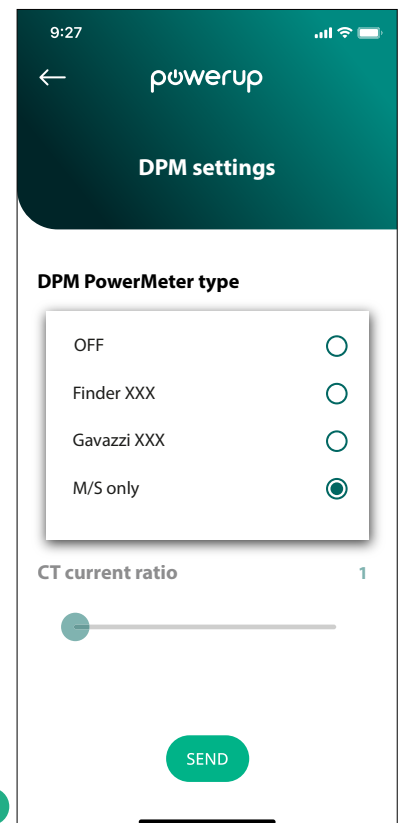 9:27
powerup
DPM settings
DPM PowerMeter type
OFF
Finder XXX
Gavazzi XXX
M/S only
CT current ratio 1
SEND